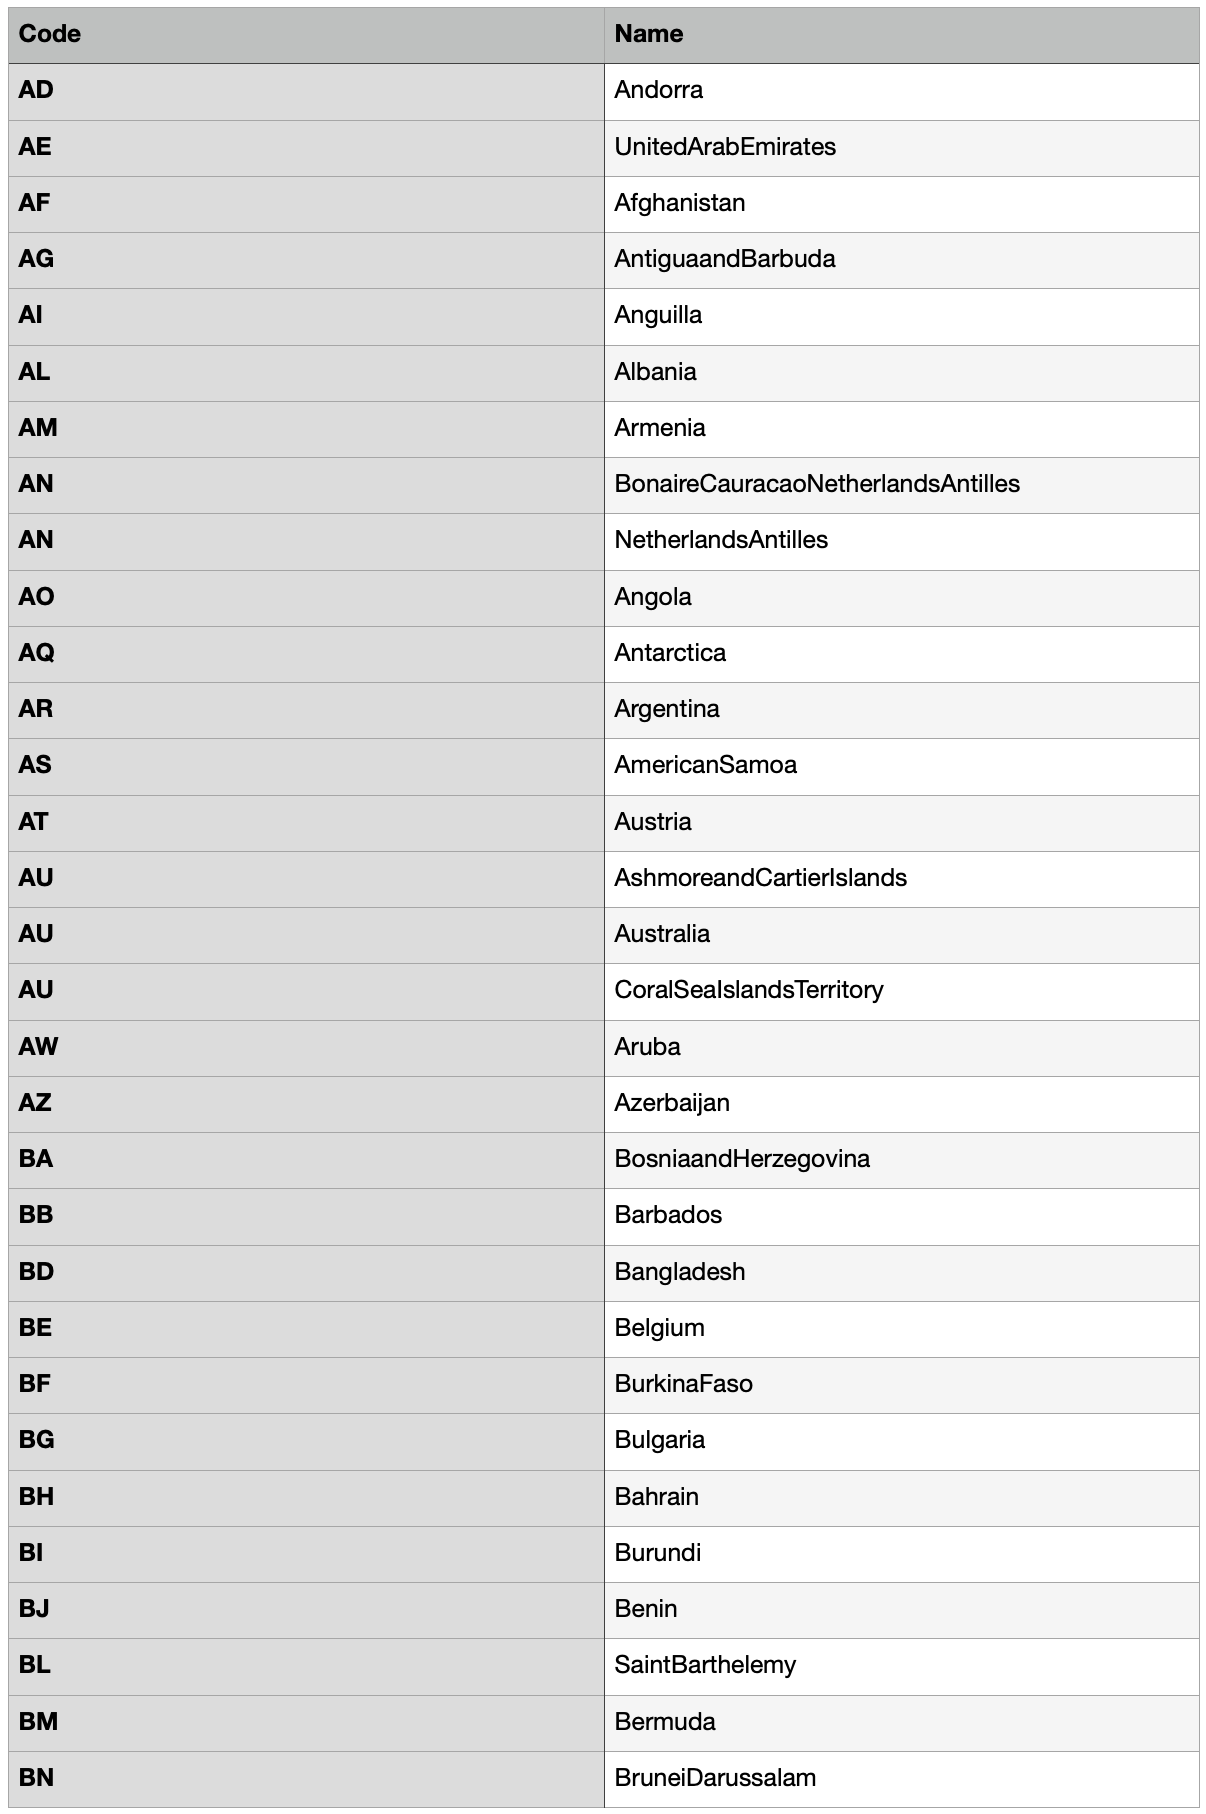 Code Name
AD Andorra
AE UnitedArabEmirates
AF Afghanistan
AG AntiguaandBarbuda
AI Anguilla
AL Albania
AM Armenia
AN BonaireCauracaoNetherlandsAntilles
AN NetherlandsAntilles
AO Angola
AQ Antarctica
AR Argentina
AS AmericanSamoa
AT Austria
AU AshmoreandCartierIslands
AU Australia
AU CoralSeaIslandsTerritory
AW Aruba
AZ Azerbaijan
BA BosniaandHerzegovina
BB Barbados
BD Bangladesh
BE Belgium
BF BurkinaFaso
BG Bulgaria
BH Bahrain
BI Burundi
BJ Benin
BL SaintBarthelemy
BM Bermuda
BN BruneiDarussalam